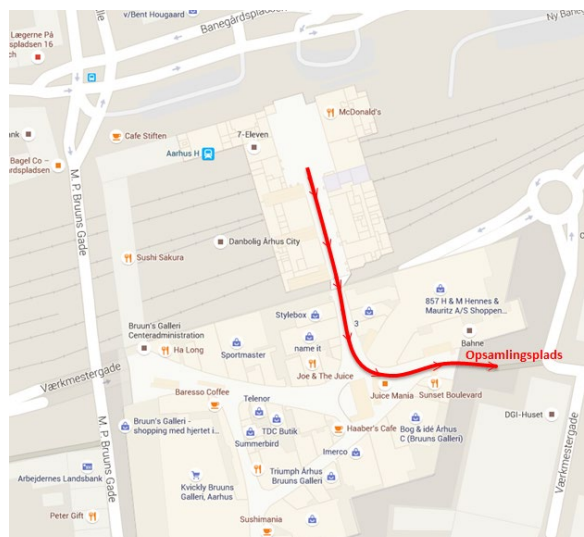 Lægerne På
spladsen 16
ch
v/Bent Hougaard
Banegårdspladsen
Ny Bane
McDonald's
ank
Cafe Stiften
7-Eleven
Aarhus H
Bagel Co –
årdspladsen
M. P. Bruuns Gade
Danbolig Århus City
Sushi Sakura
857 H & M Hennes &
Mauritz A/S Shoppen...
Stylebox
3
Bruun's Galleri
Centeradministration
Bahne
name it
Ha Long
Sportmaster
Opsamlingsplads
Joe & The Juice
Værkmestergade
Baresso Coffee
Juice Mania
Sunset Boulevard
Telenor
DGI-Huset
Bruun's Galleri -
shopping med hjertet i...
TDC Butik
Haaber's Cafe
Bog & idé Århus
C (Bruuns Galleri)
Summerbird
Imerco
M. P. Bruuns Gade
Arbejdernes Landsbank
Kvickly Bruuns
Galleri, Aarhus
Triumph Århus
Bruuns Galleri
Værkmestergade
Peter Gift
Sushimania